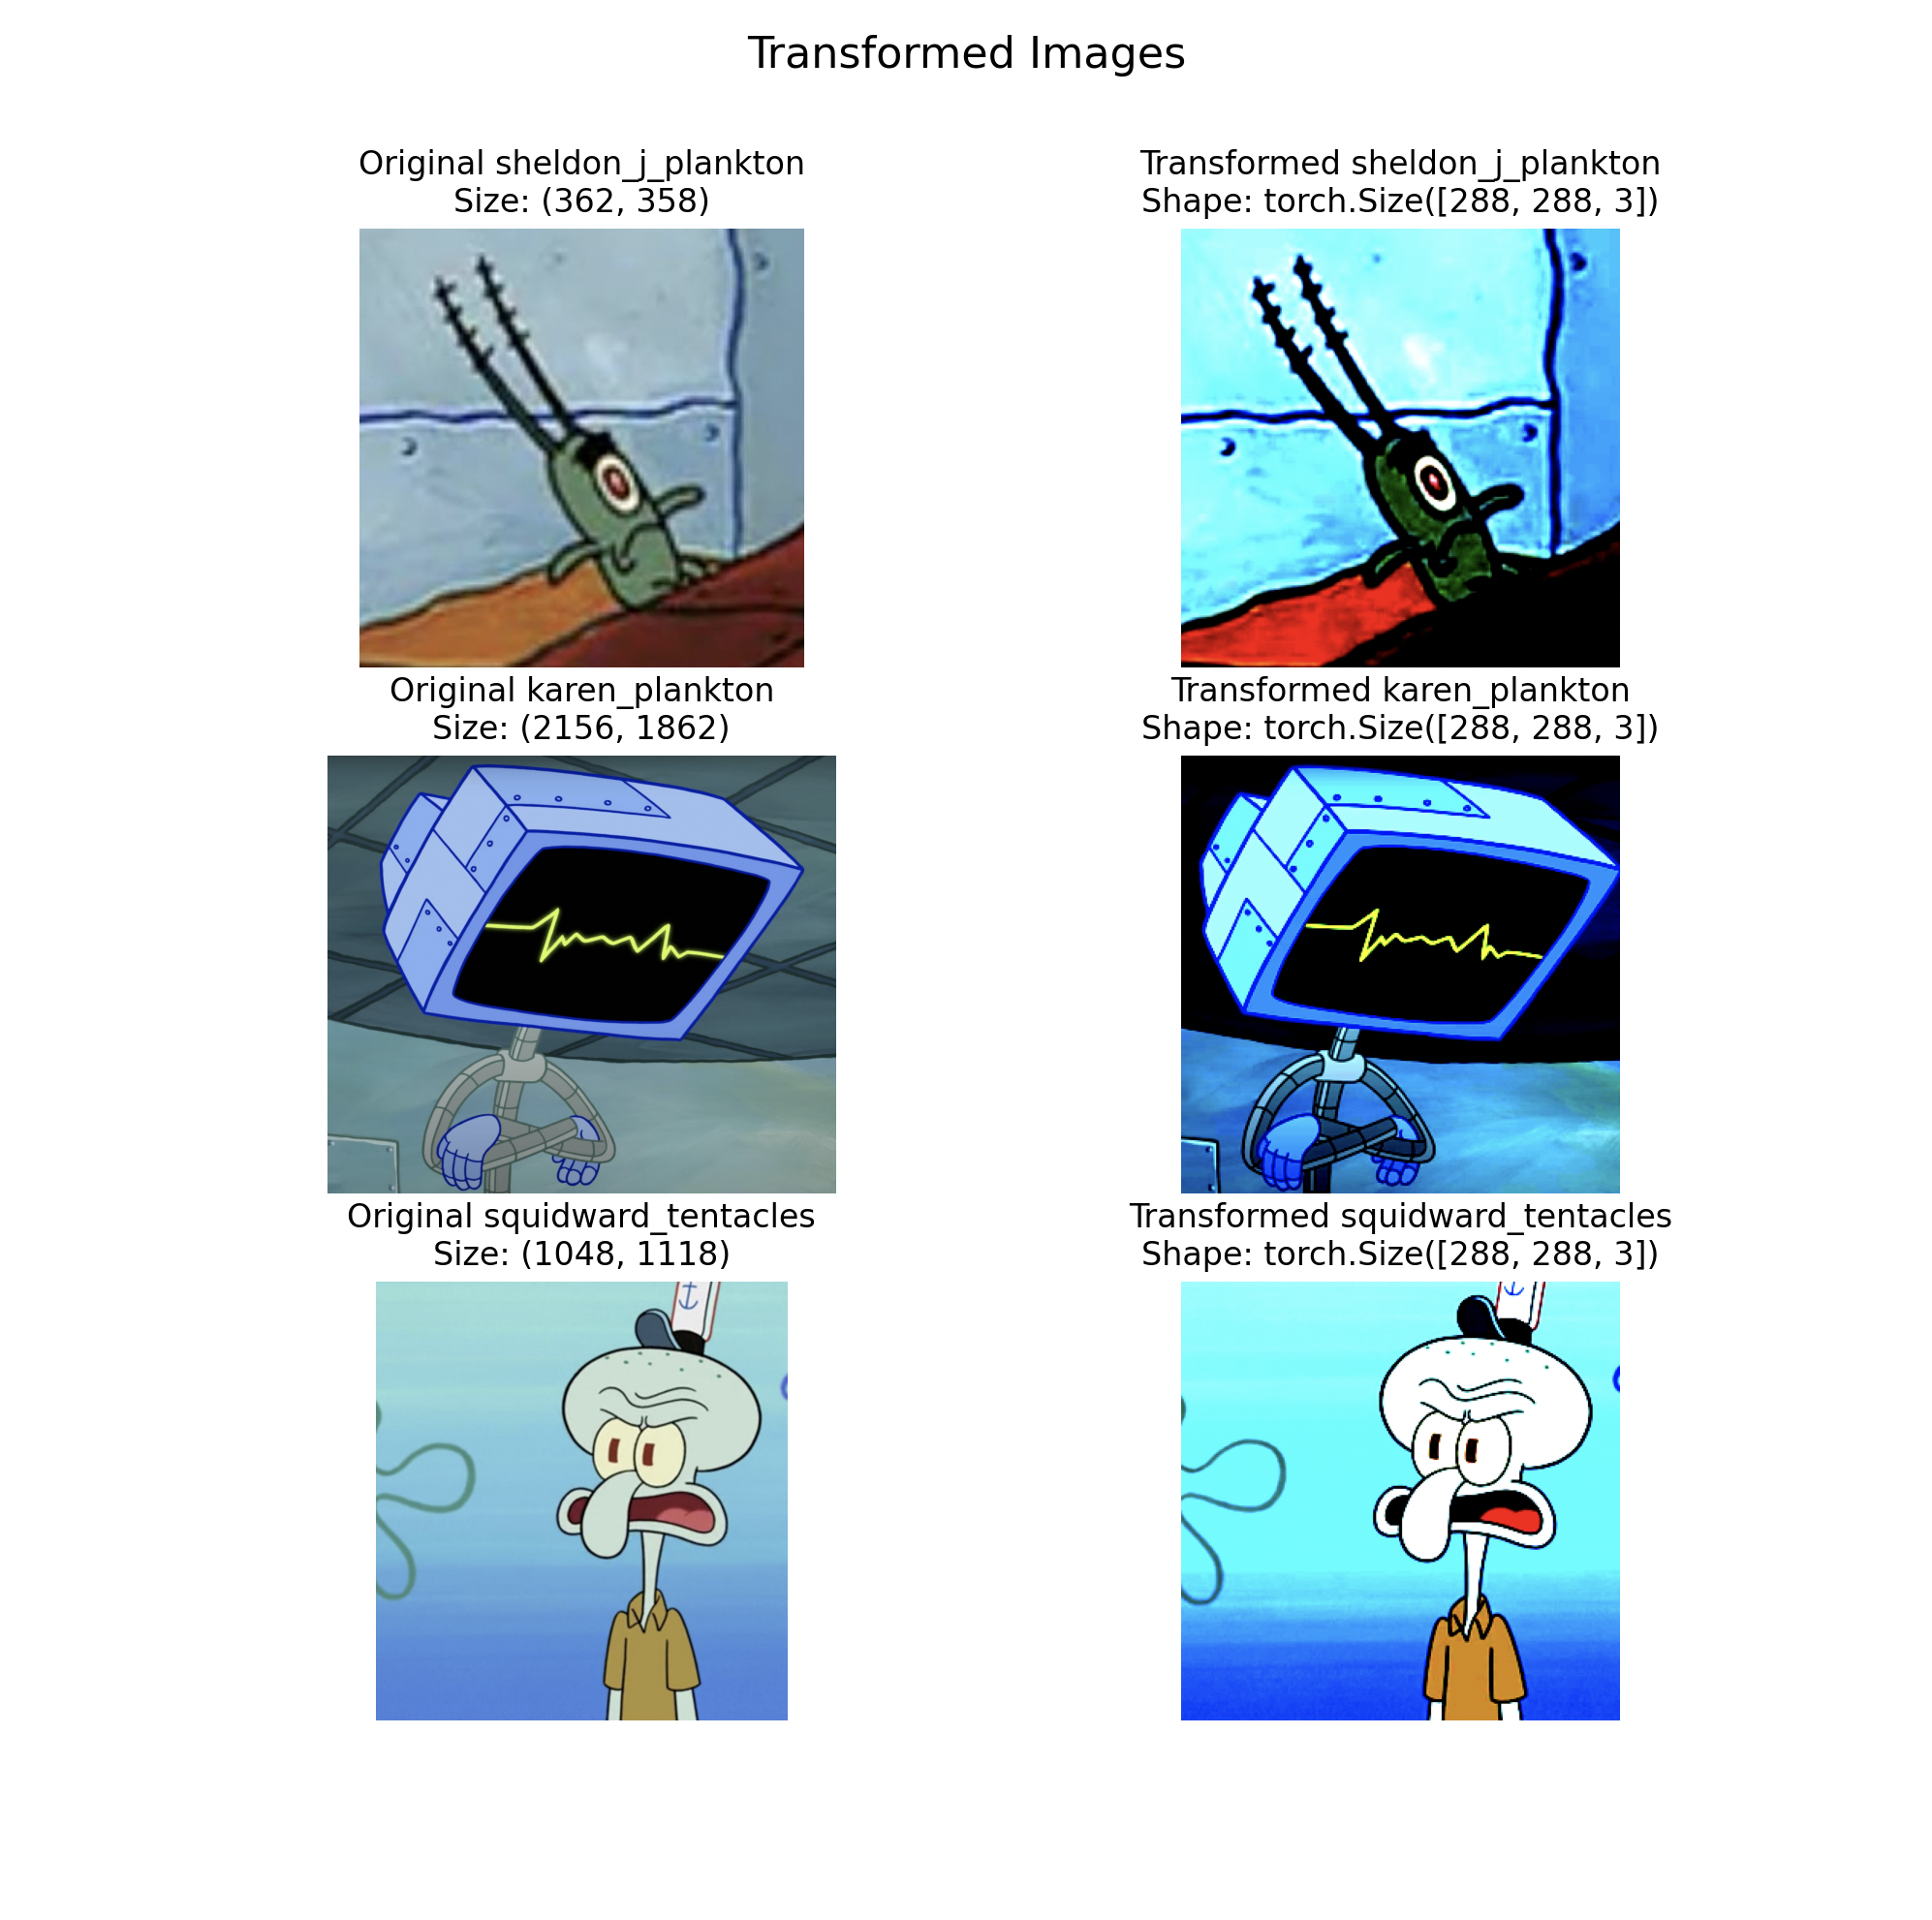 Transformed Images
Original sheldon_j_plankton
Size: (362, 358)
Transformed sheldon_j_plankton
Shape: torch.Size([288, 288, 3])
Original karen_plankton
Size: (2156, 1862)
Transformed karen_plankton
Shape: torch.Size([288, 288, 3])
Original squidward_tentacles
Size: (1048, 1118)
Transformed squidward_tentacles
Shape: torch.Size([288, 288, 3])